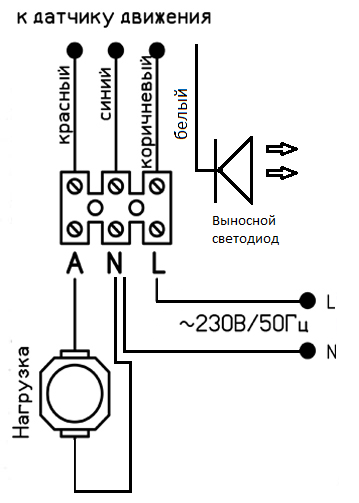 к датчику движения
красный
синий
коричневый
белый
Выносной
светодиод
A N L
L
~230В/50Гц
N
Нагрузка